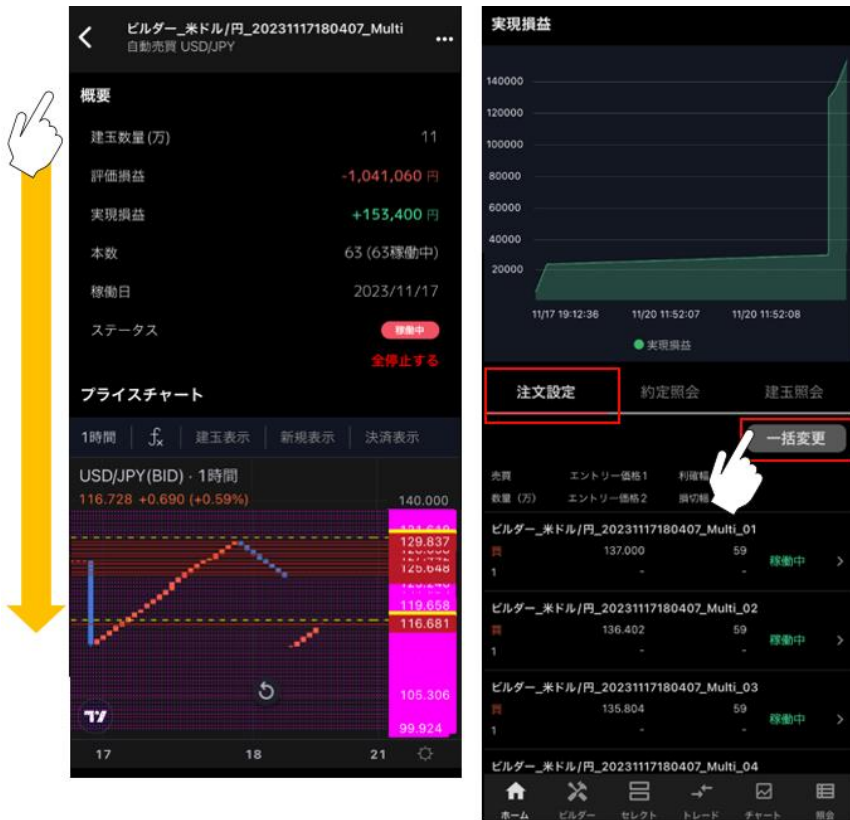 ビルダー_米ドル/円_20231117180407_Multi
自動売買 USD/JPY
概要
建玉数量(万) 11
評価損益 -1,041,060 円
実現損益 +153,400 円
本数 63 (63稼働中)
稼働日 2023/11/17
ステータス 稼働中
全停止する
プライスチャート
1時間 fx 建玉表示 新規表示 決済表示
USD/JPY(BID) · 1時間
116.728 +0.690 (+0.59%)
140.000
129.837
125.648
119.658
116.681
105.306
99.924
17 18 21
実現損益
140000
120000
100000
80000
60000
40000
20000
11/17 19:12:36 11/20 11:52:07 11/20 11:52:08
実現損益
注文設定 約定照会 建玉照会
一括変更
売買 エントリー価格1 利確幅
数量(万) エントリー価格2 損切幅
ビルダー_米ドル/円_20231117180407_Multi_01
買 137.000 59 稼働中
1 - -
ビルダー_米ドル/円_20231117180407_Multi_02
買 136.402 59 稼働中
1 - -
ビルダー_米ドル/円_20231117180407_Multi_03
買 135.804 59 稼働中
1 - -
ビルダー_米ドル/円_20231117180407_Multi_04
ホーム ビルダー セレクト トレード チャート 照会